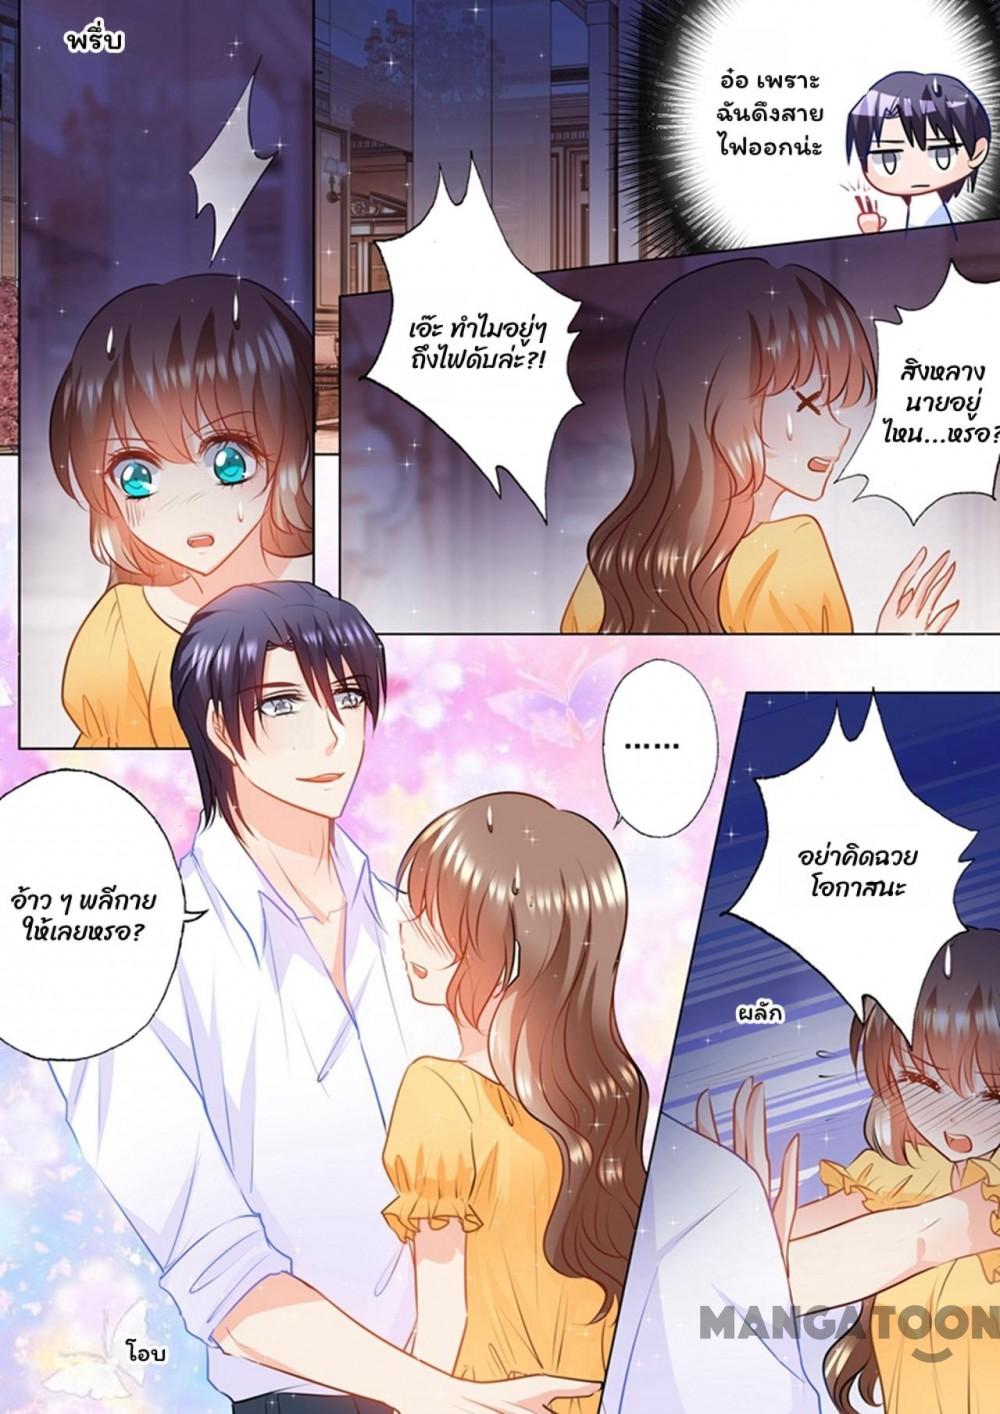 พรึ่บ
อ๋อ เพราะ
ฉันดึงสาย
ไฟออกน่ะ
เอ๊ะ ทำไมอยู่ๆ
ถึงไฟดับล่ะ?!
สิงหลาง
นายอยู่
ไหน...หรอ?
......
อย่าคิดฉวย
โอกาสนะ
อ้าว ๆ พลีกาย
ให้เลยหรอ?
ผลัก
โอบ
MANGATOON